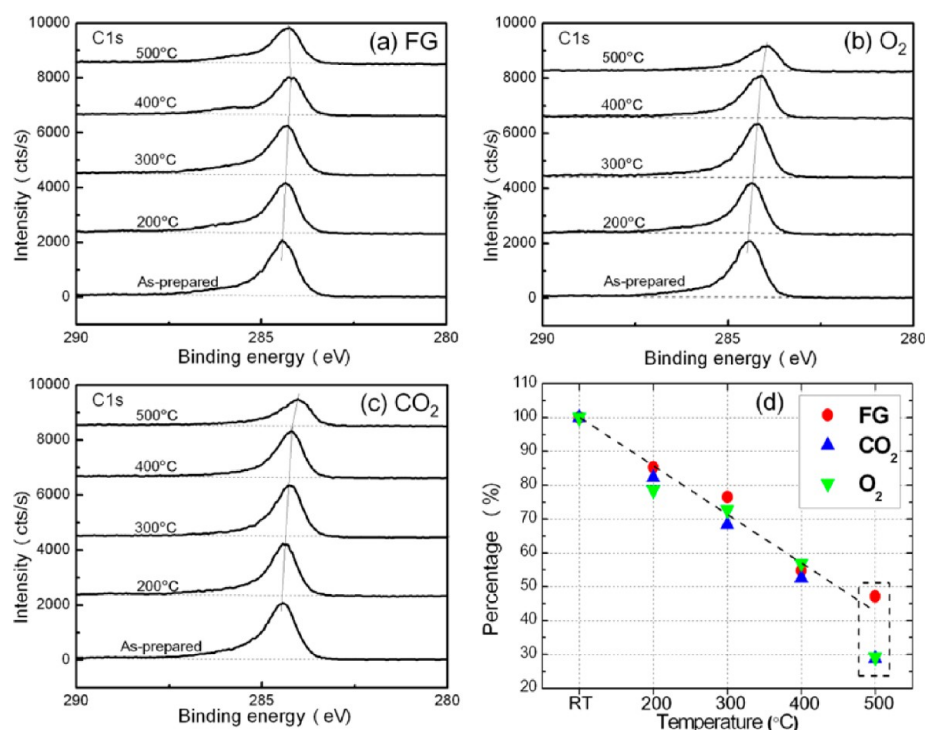 C1s
(a) FG
500°C
400°C
300°C
200°C
As-prepared
10000
8000
6000
4000
2000
0
290
285
280
Intensity ( cts/s)
Binding energy ( eV)
C1s
(b) O₂
500°C
400°C
300°C
200°C
As-prepared
10000
8000
6000
4000
2000
0
290
285
280
Intensity ( cts/s)
Binding energy ( eV)
C1s
(c) CO₂
500°C
400°C
300°C
200°C
As-prepared
10000
8000
6000
4000
2000
0
290
285
280
Intensity ( cts/s)
Binding energy ( eV)
(d)
FG
CO₂
O₂
110
100
90
80
70
60
50
40
30
20
RT
200
300
400
500
Percentage ( %)
Temperature (°C)